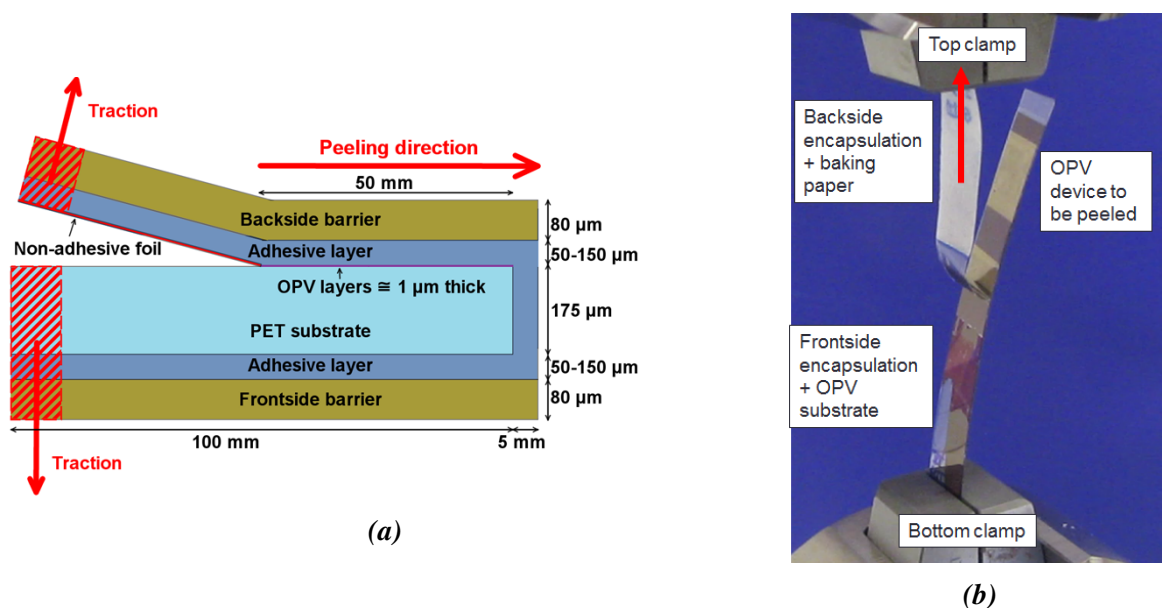 Traction
Peeling direction
50 mm
Backside barrier
80 µm
Non-adhesive foil
Adhesive layer
50-150 µm
OPV layers ≅ 1 µm thick
175 µm
PET substrate
Adhesive layer
50-150 µm
Frontside barrier
80 µm
100 mm
5 mm
Traction
(a)
Top clamp
Backside
encapsulation
+ baking
paper
OPV
device to
be peeled
Frontside
encapsulation
+ OPV
substrate
Bottom clamp
(b)